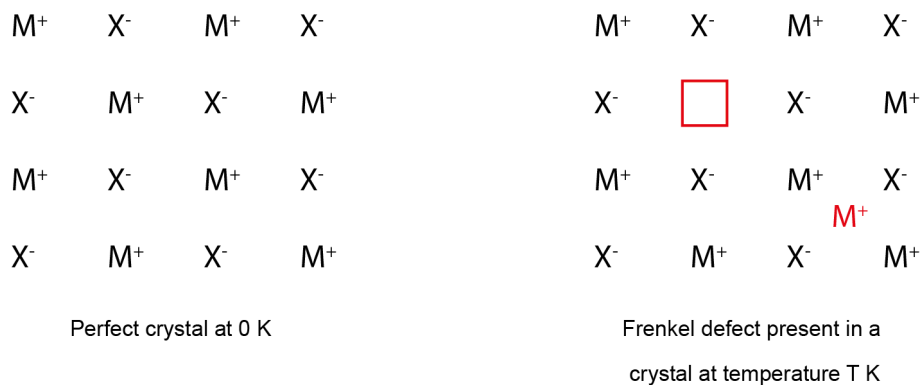 M⁺ X⁻ M⁺ X⁻
X⁻ M⁺ X⁻ M⁺
M⁺ X⁻ M⁺ X⁻
X⁻ M⁺ X⁻ M⁺
Perfect crystal at 0 K
M⁺ X⁻ M⁺ X⁻
X⁻ X⁻ M⁺
M⁺ X⁻ M⁺ X⁻
M⁺
X⁻ M⁺ X⁻ M⁺
Frenkel defect present in a
crystal at temperature T K